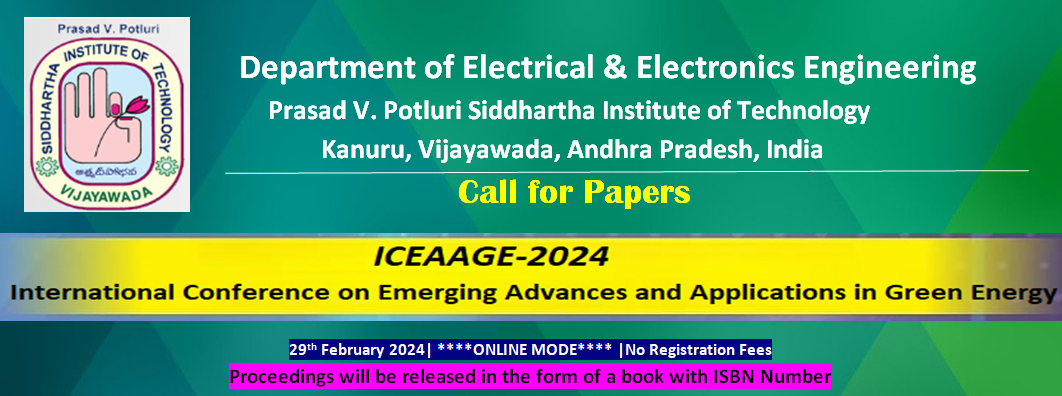 Prasad V. Potluri
SIDDHARTHA INSTITUTE OF TECHNOLOGY
VIJAYAWADA
Department of Electrical & Electronics Engineering
Prasad V. Potluri Siddhartha Institute of Technology
Kanuru, Vijayawada, Andhra Pradesh, India
Call for Papers
ICEAAGE-2024
International Conference on Emerging Advances and Applications in Green Energy
29th February 2024| ****ONLINE MODE**** |No Registration Fees
Proceedings will be released in the form of a book with ISBN Number